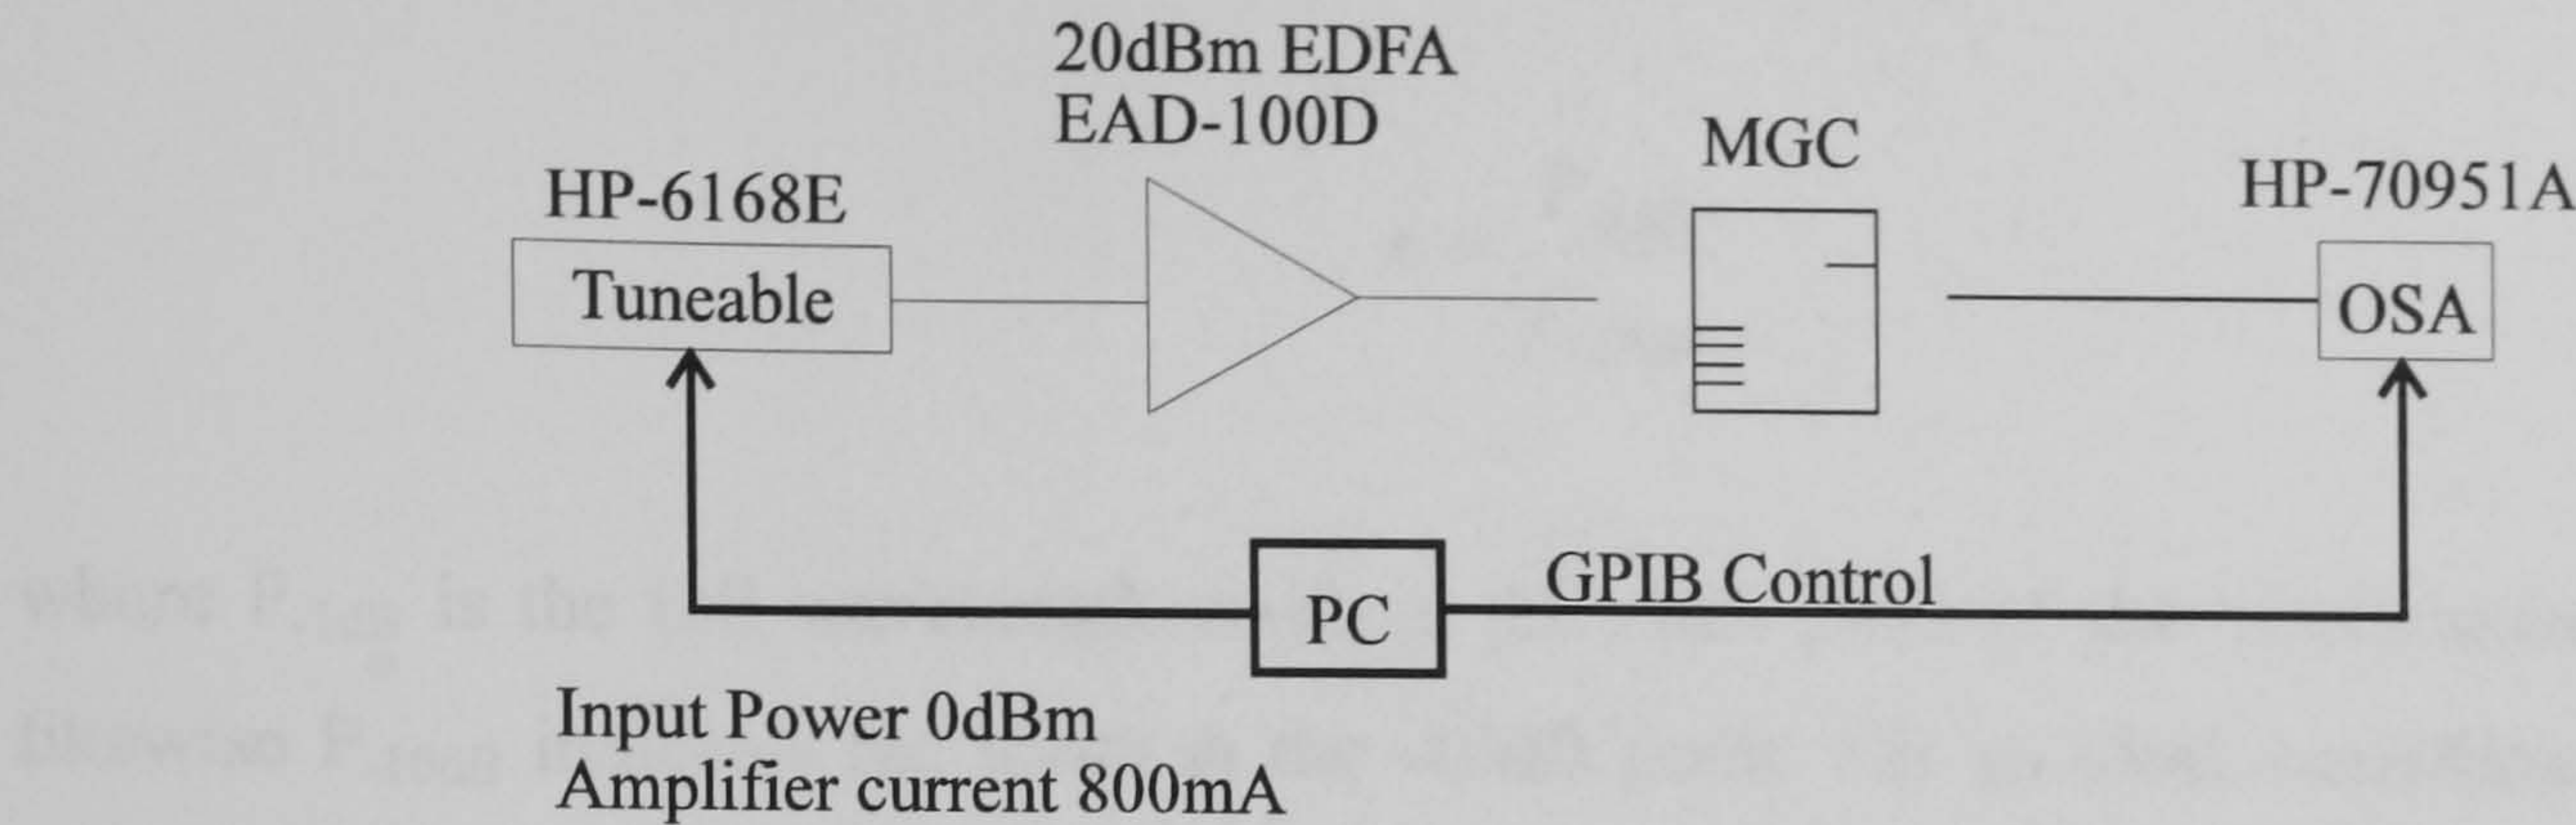 20dBm EDFA
EAD-100D
MGC
HP-6168E
HP-70951A
Tuneable
OSA
PC
GPIB Control
Input Power 0dBm
Amplifier current 800mA